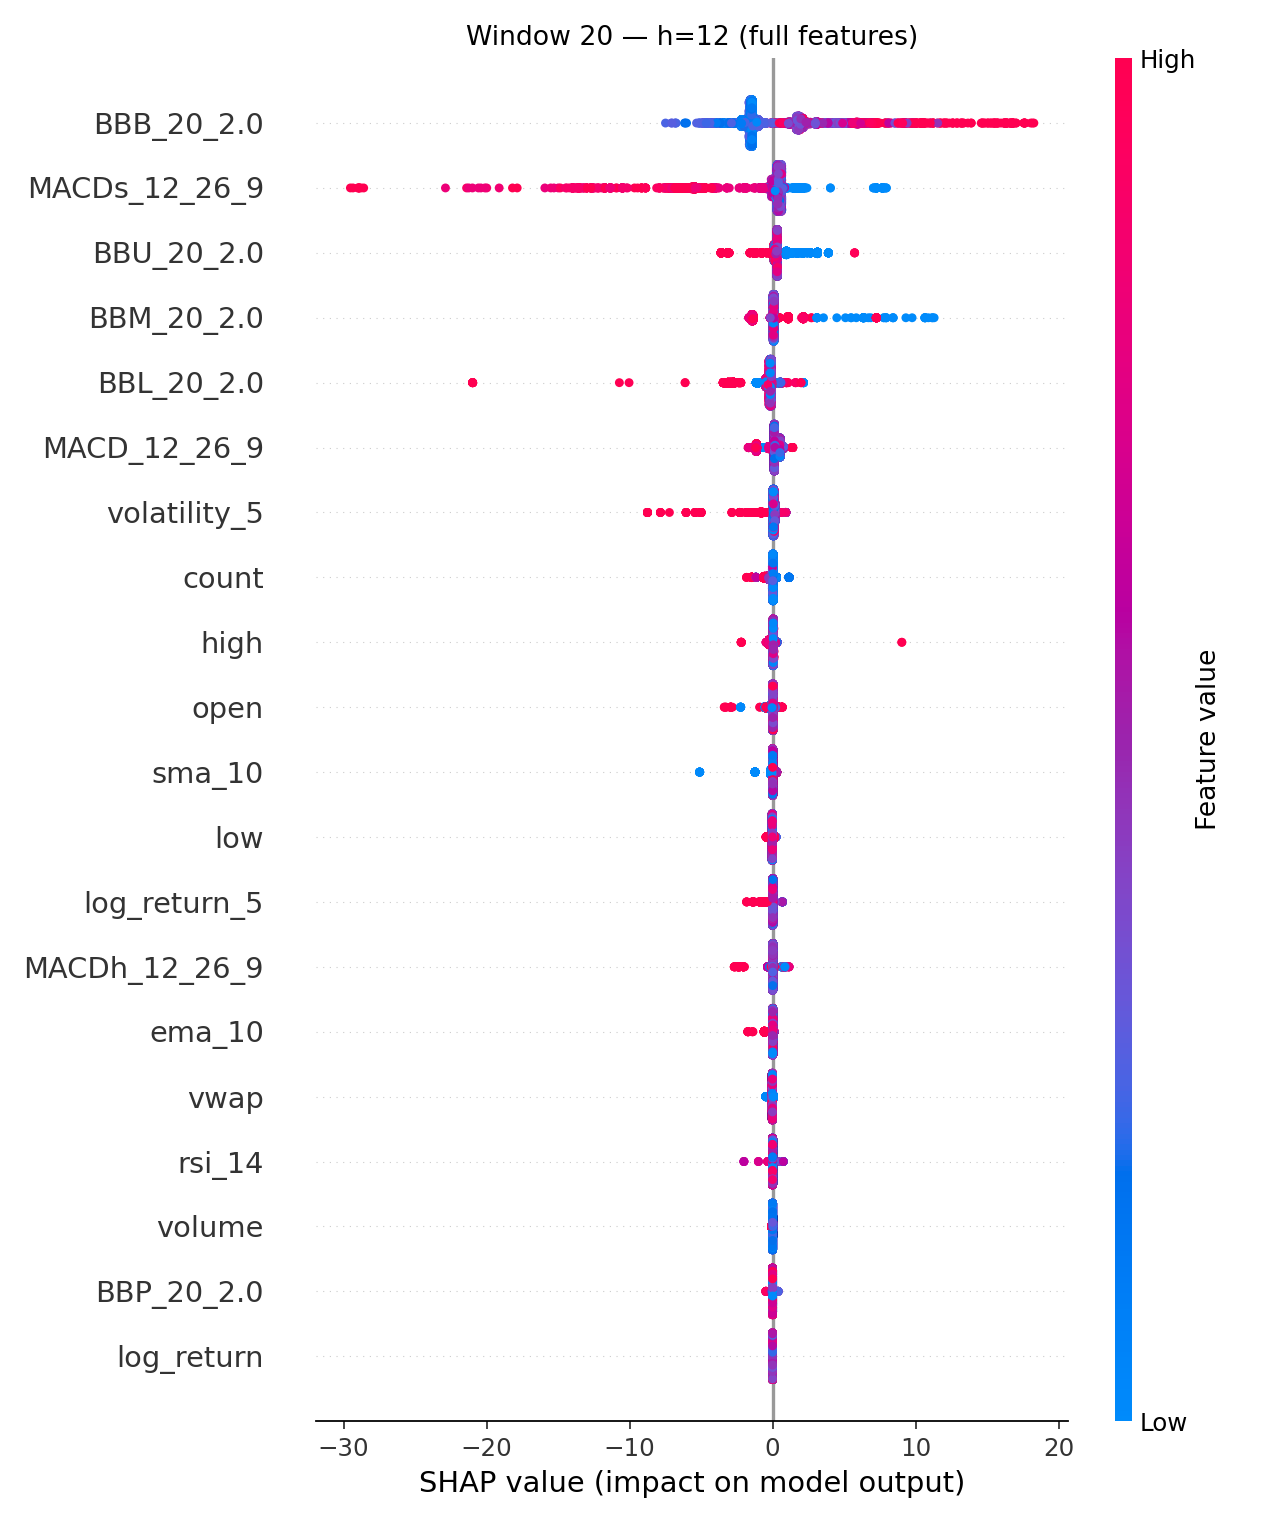 Window 20 — h=12 (full features)
High
BBB_20_2.0
MACDs_12_26_9
BBU_20_2.0
BBM_20_2.0
BBL_20_2.0
MACD_12_26_9
volatility_5
count
high
open
sma_10
low
log_return_5
MACDh_12_26_9
ema_10
vwap
rsi_14
volume
BBP_20_2.0
log_return
Feature value
Low
−30 −20 −10 0 10 20
SHAP value (impact on model output)